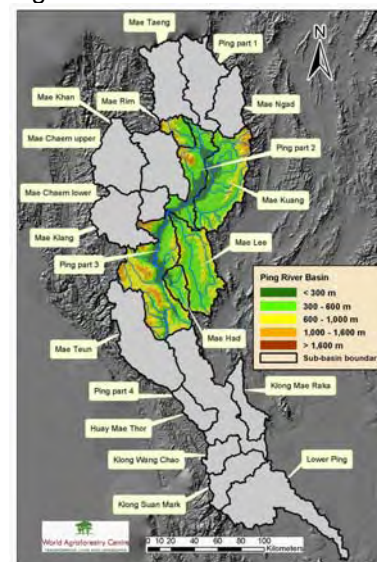 Mae Taeng
Ping part 1
Mae Khan
Mae Rim
Mae Ngad
Mae Chaem upper
Ping part 2
Mae Chaem lower
Mae Kuang
Mae Klang
Mae Lee
Ping part 3
Ping River Basin
< 300 m
300 - 600 m
600 - 1,000 m
1,000 - 1,600 m
> 1,600 m
Sub-basin boundary
Mae Teun
Mae Had
Ping part 4
Klong Mae Raka
Huay Mae Thor
Klong Wang Chao
Lower Ping
Klong Suan Mark
World Agroforestry Centre
0 10 20 40 60 80 100
Kilometers